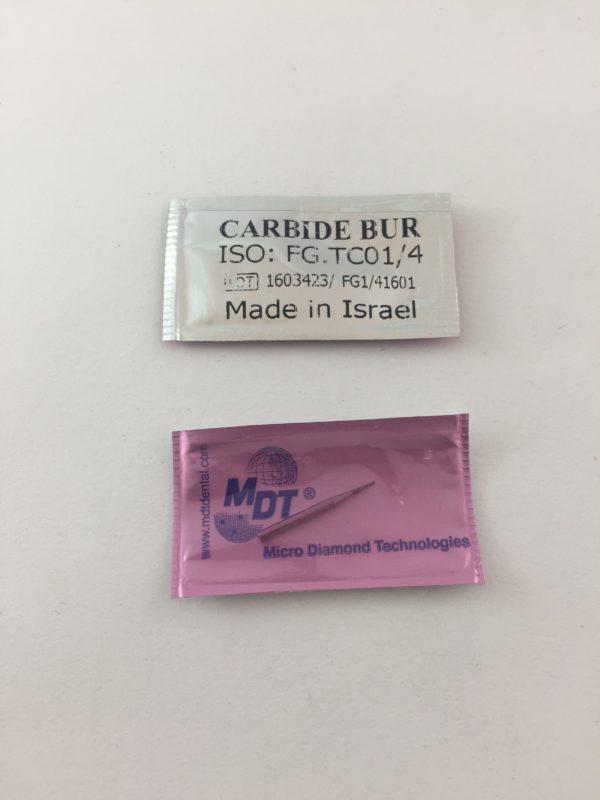 CARBIDE BUR
ISO: FG.TC01/4
LOT 1603423/ FG1/41601
Made in Israel
www.mdtdental.com
MDT®
Micro Diamond Technologies